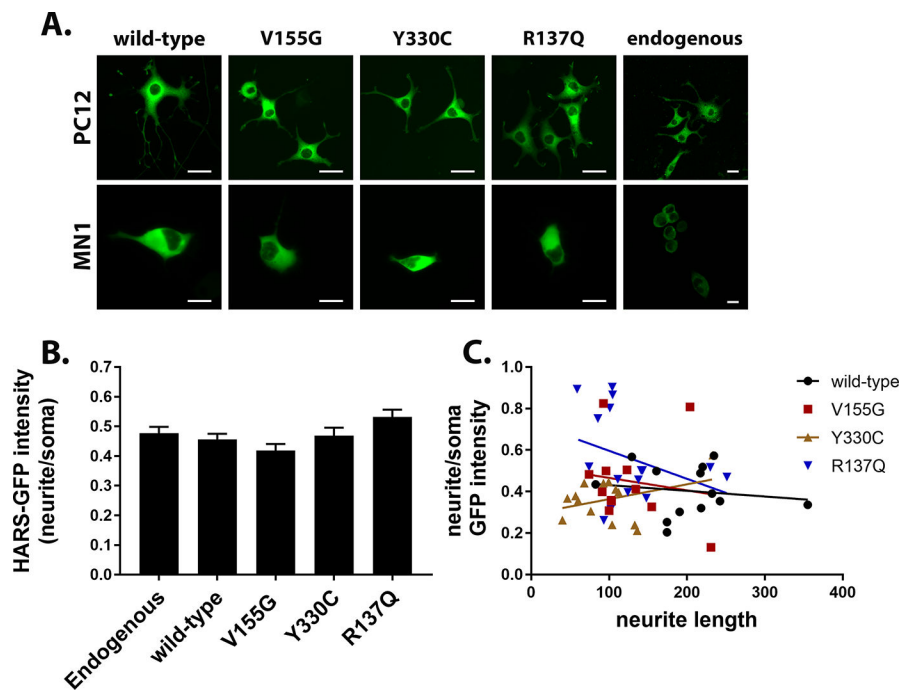 A.
wild-type V155G Y330C R137Q endogenous
PC12
MN1
B.
HARS-GFP intensity
(neurite/soma)
0.7
0.6
0.5
0.4
0.3
0.2
0.1
0.0
Endogenous
wild-type
V155G
Y330C
R137Q
C.
neurite/soma
GFP intensity
1.0
0.8
0.6
0.4
0.2
0.0
0 100 200 300 400
neurite length
wild-type
V155G
Y330C
R137Q